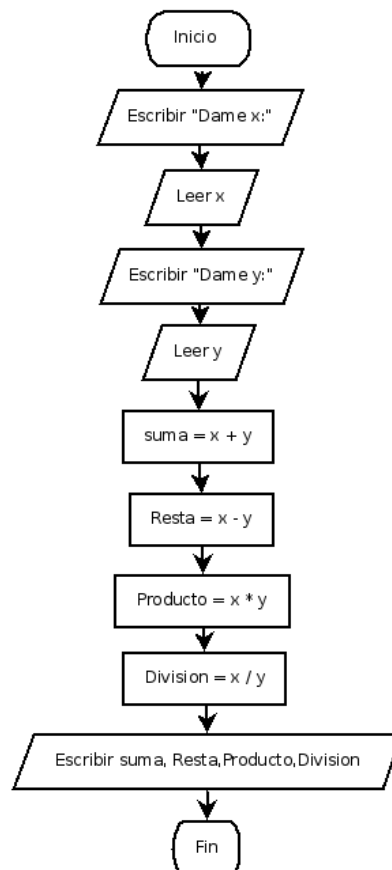 Inicio
Escribir "Dame x:"
Leer x
Escribir "Dame y:"
Leer y
suma = x + y
Resta = x - y
Producto = x * y
Division = x / y
Escribir suma, Resta,Producto,Division
Fin